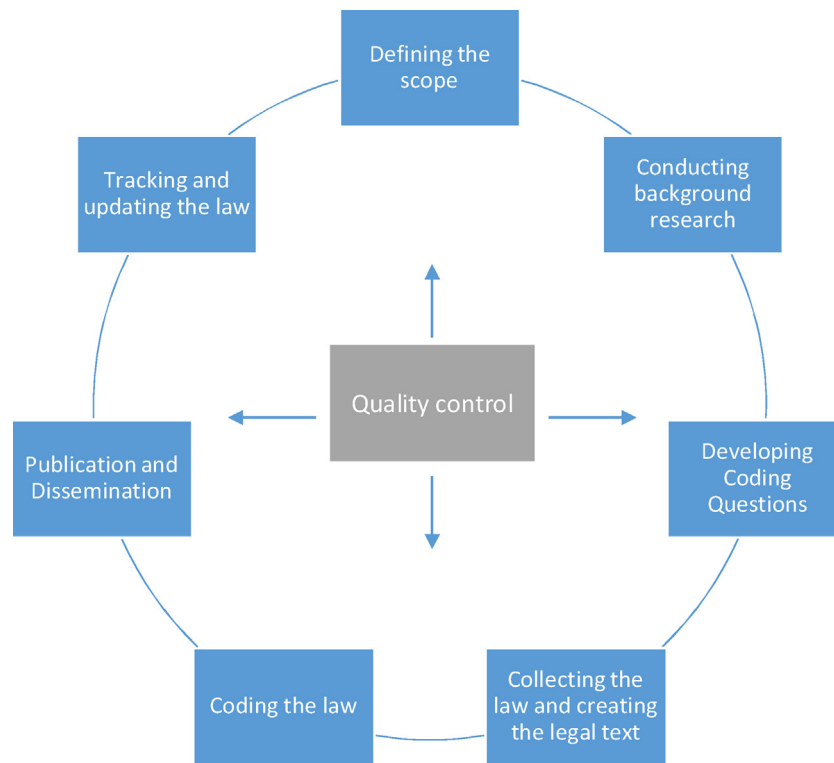 Defining the
scope
Conducting
background
research
Developing
Coding
Questions
Collecting the
law and creating
the legal text
Coding the law
Publication and
Dissemination
Tracking and
updating the law
Quality control